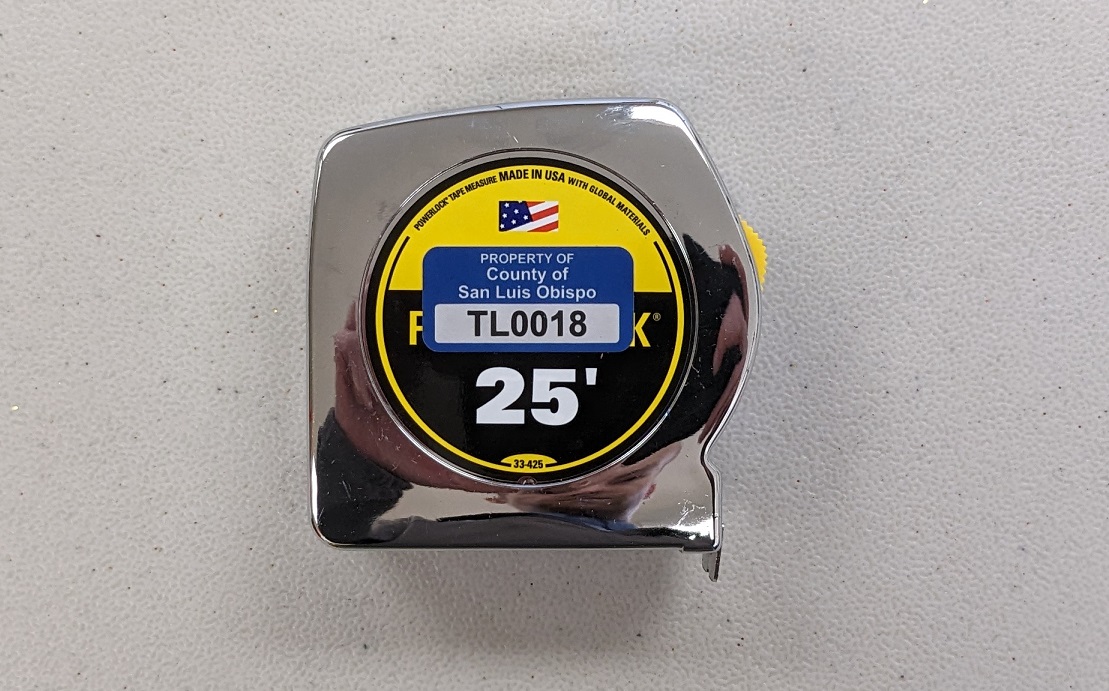 POWERLOCK® TAPE MEASURE MADE IN USA WITH GLOBAL MATERIALS
PROPERTY OF
County of
San Luis Obispo
TL0018
K®
25'
33-425